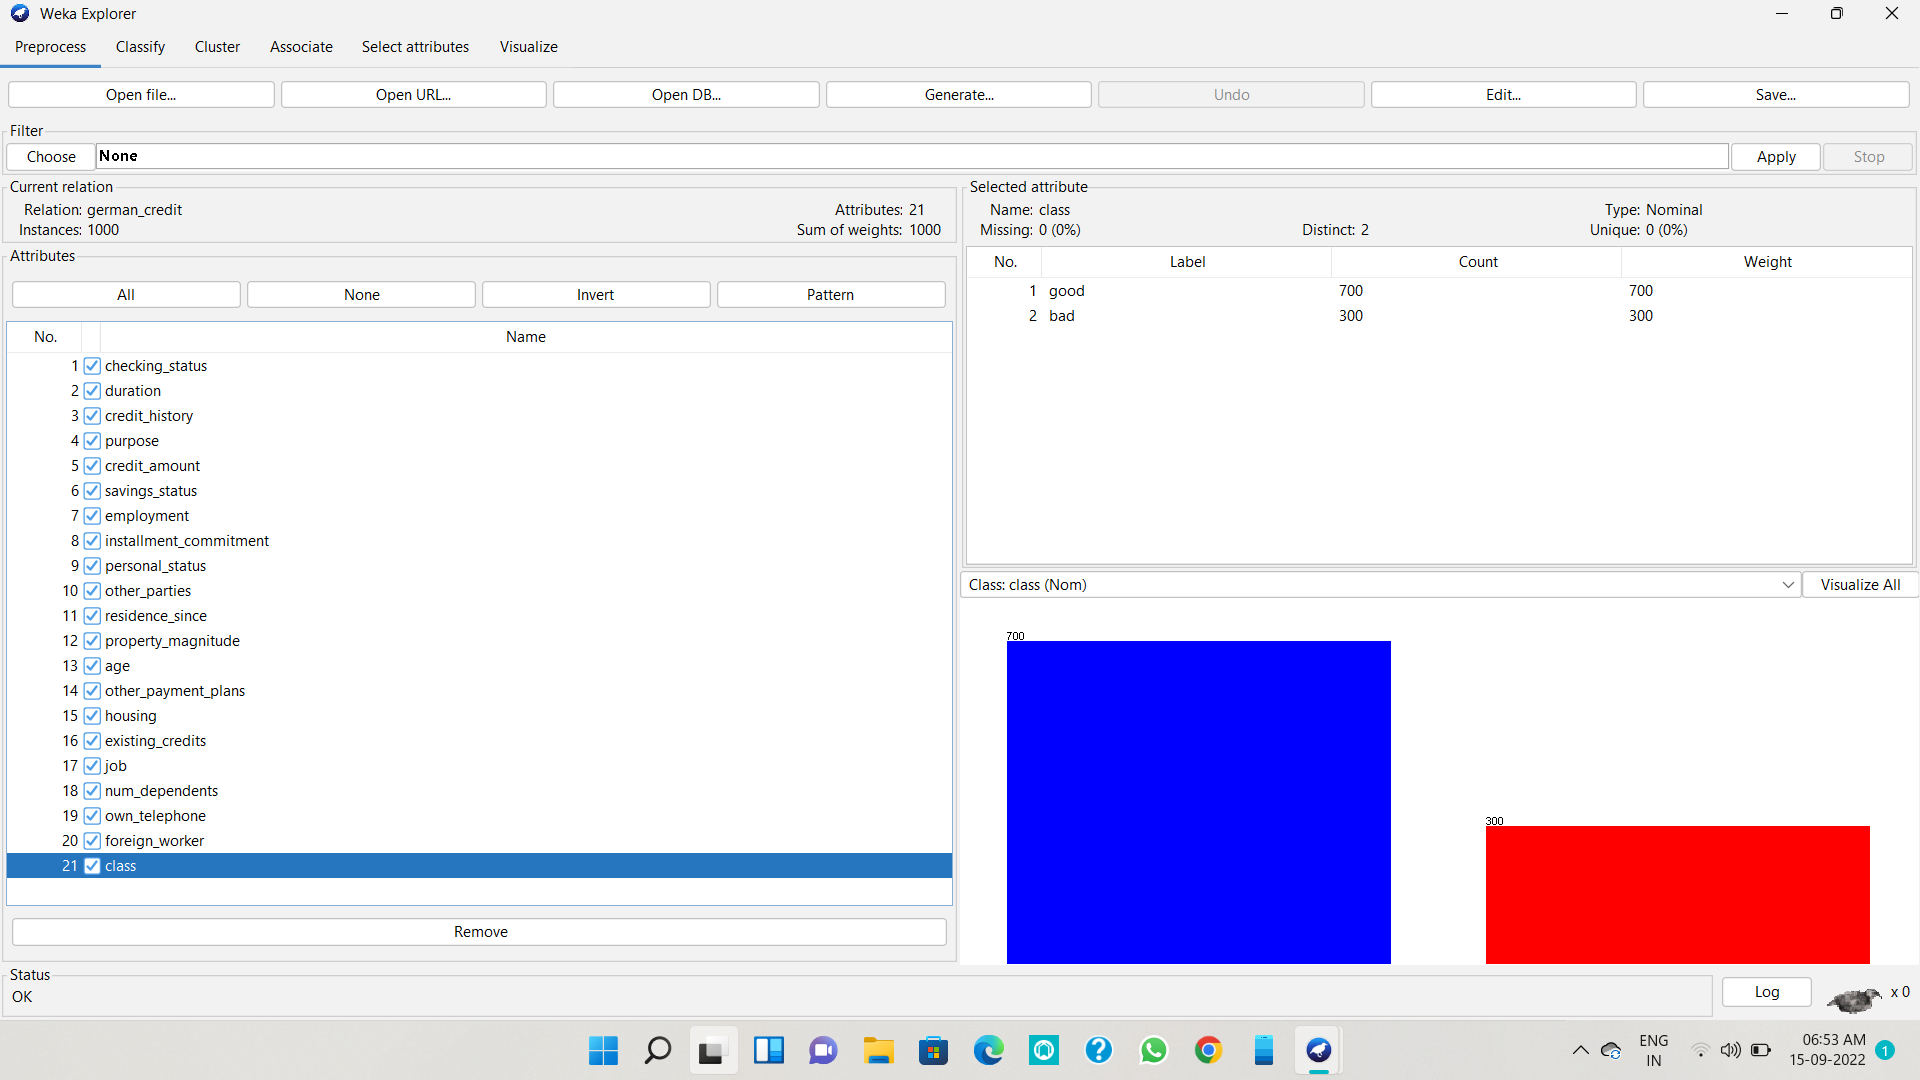 Weka Explorer
Preprocess Classify Cluster Associate Select attributes Visualize
Open file... Open URL... Open DB... Generate... Undo Edit... Save...
Filter
Choose None Apply Stop
Current relation
Relation: german_credit Attributes: 21
Instances: 1000 Sum of weights: 1000
Attributes
All None Invert Pattern
No. Name
1 checking_status
2 duration
3 credit_history
4 purpose
5 credit_amount
6 savings_status
7 employment
8 installment_commitment
9 personal_status
10 other_parties
11 residence_since
12 property_magnitude
13 age
14 other_payment_plans
15 housing
16 existing_credits
17 job
18 num_dependents
19 own_telephone
20 foreign_worker
21 class
Remove
Selected attribute
Name: class Type: Nominal
Missing: 0 (0%) Distinct: 2 Unique: 0 (0%)
No. Label Count Weight
1 good 700 700
2 bad 300 300
Class: class (Nom) Visualize All
700
300
Status
OK
Log x 0
ENG
IN
06:53 AM
15-09-2022
1